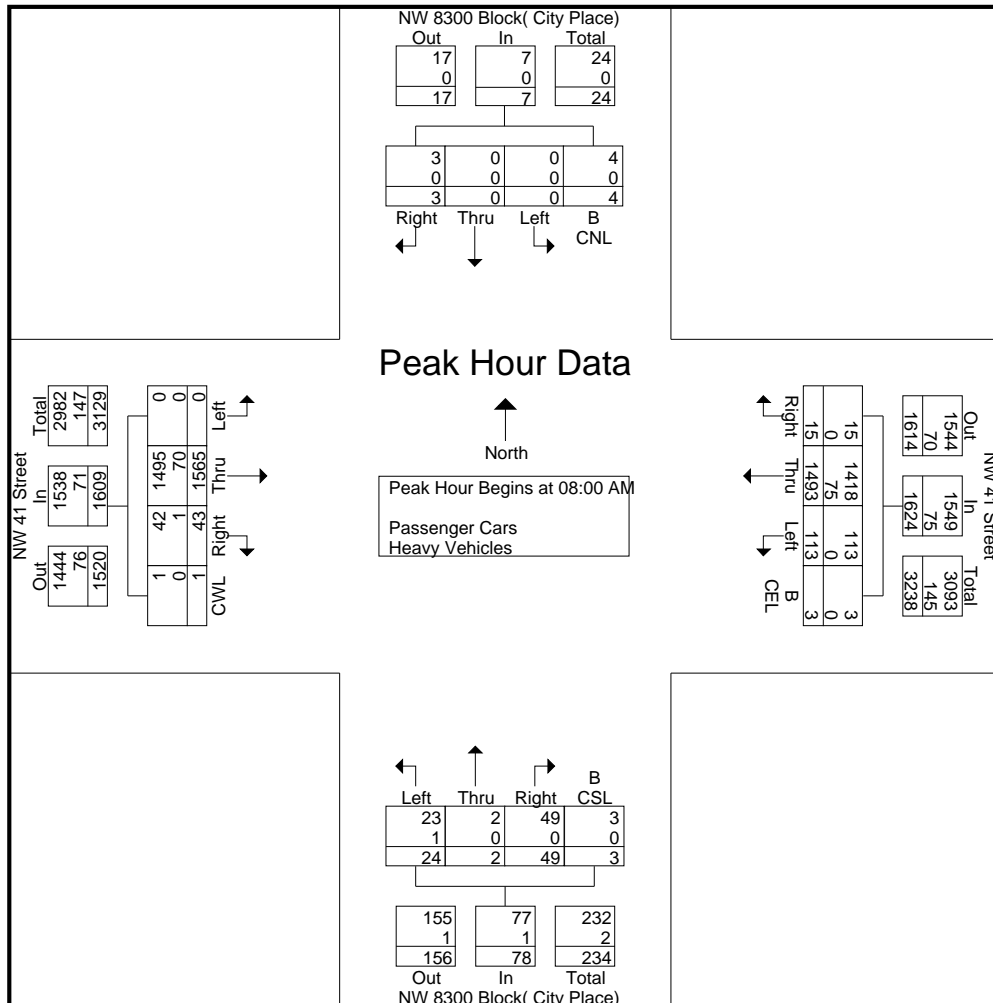 NW 8300 Block( City Place)
Out In Total
17 7 24
0 0 0
17 7 24
3 0 0 4
0 0 0 0
3 0 0 4
Right Thru Left B
CNL
Peak Hour Data
North
Peak Hour Begins at 08:00 AM
Passenger Cars
Heavy Vehicles
NW 41 Street
Out In Total
1444 1538 2982
76 71 147
1520 1609 3129
CWL Right Thru Left
1 42 1495 0
0 1 70 0
1 43 1565 0
NW 41 Street
Out In Total
1544 1549 3093
70 75 145
1614 1624 3238
15 1418 113 3
0 75 0 0
15 1493 113 3
Right Thru Left B
CEL
B
Left Thru Right CSL
23 2 49 3
1 0 0 0
24 2 49 3
155 77 232
1 1 2
156 78 234
Out In Total
NW 8300 Block( City Place)